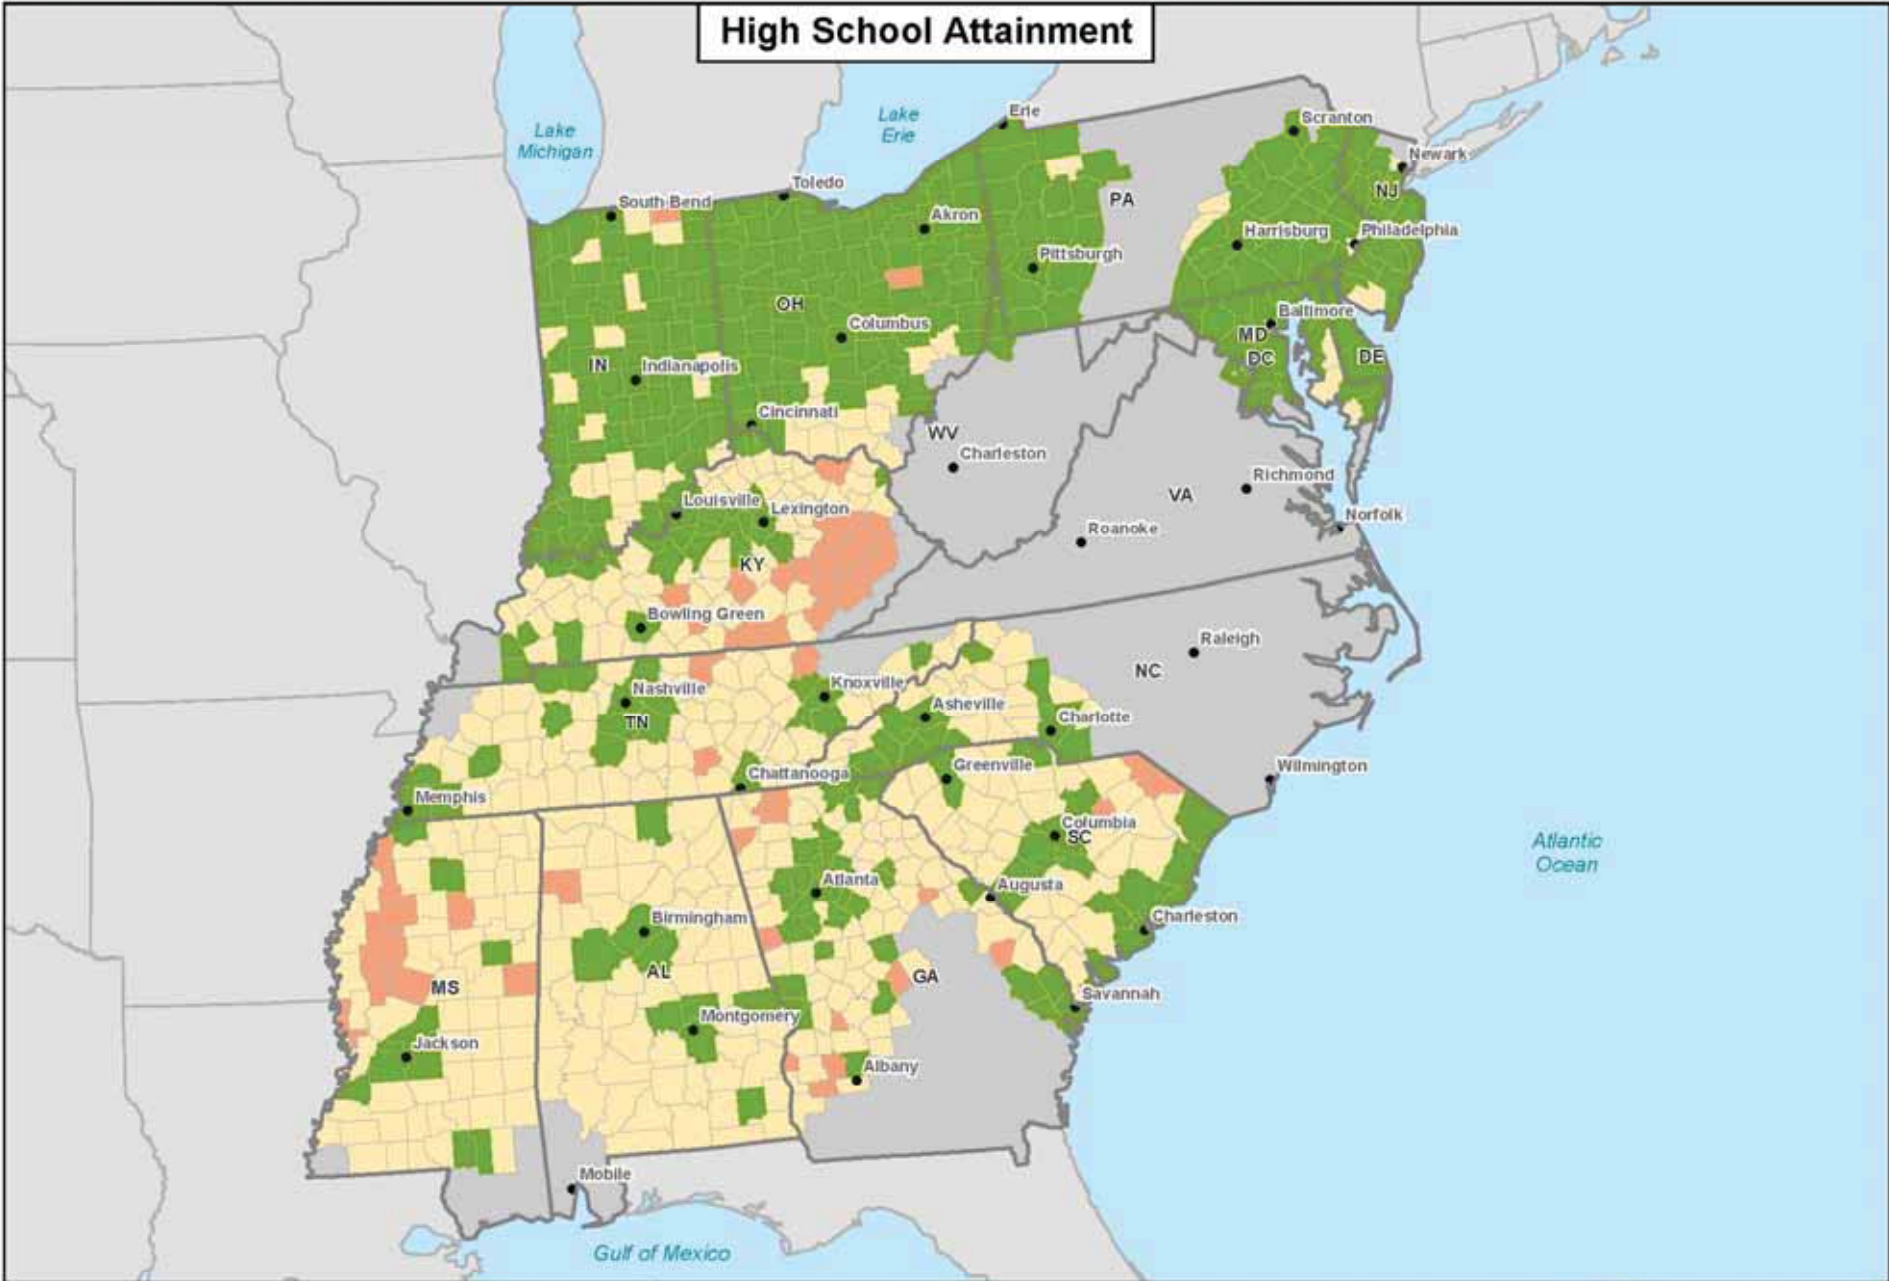 High School Attainment
Lake
Michigan
Lake
Erie
Erie
Scranton
Newark
Toledo
South Bend
PA
NJ
Akron
Harrisburg
Philadelphia
Pittsburgh
OH
Baltimore
Columbus
MD
DC
DE
IN
Indianapolis
Cincinnati
WV
Charleston
Richmond
VA
Louisville
Lexington
Norfolk
Roanoke
KY
Bowling Green
Raleigh
NC
Knoxville
Nashville
TN
Asheville
Charlotte
Greenville
Wilmington
Chattanooga
Memphis
Columbia
SC
Atlantic
Ocean
Atlanta
Augusta
Birmingham
Charleston
AL
GA
MS
Savannah
Montgomery
Jackson
Albany
Mobile
Gulf of Mexico